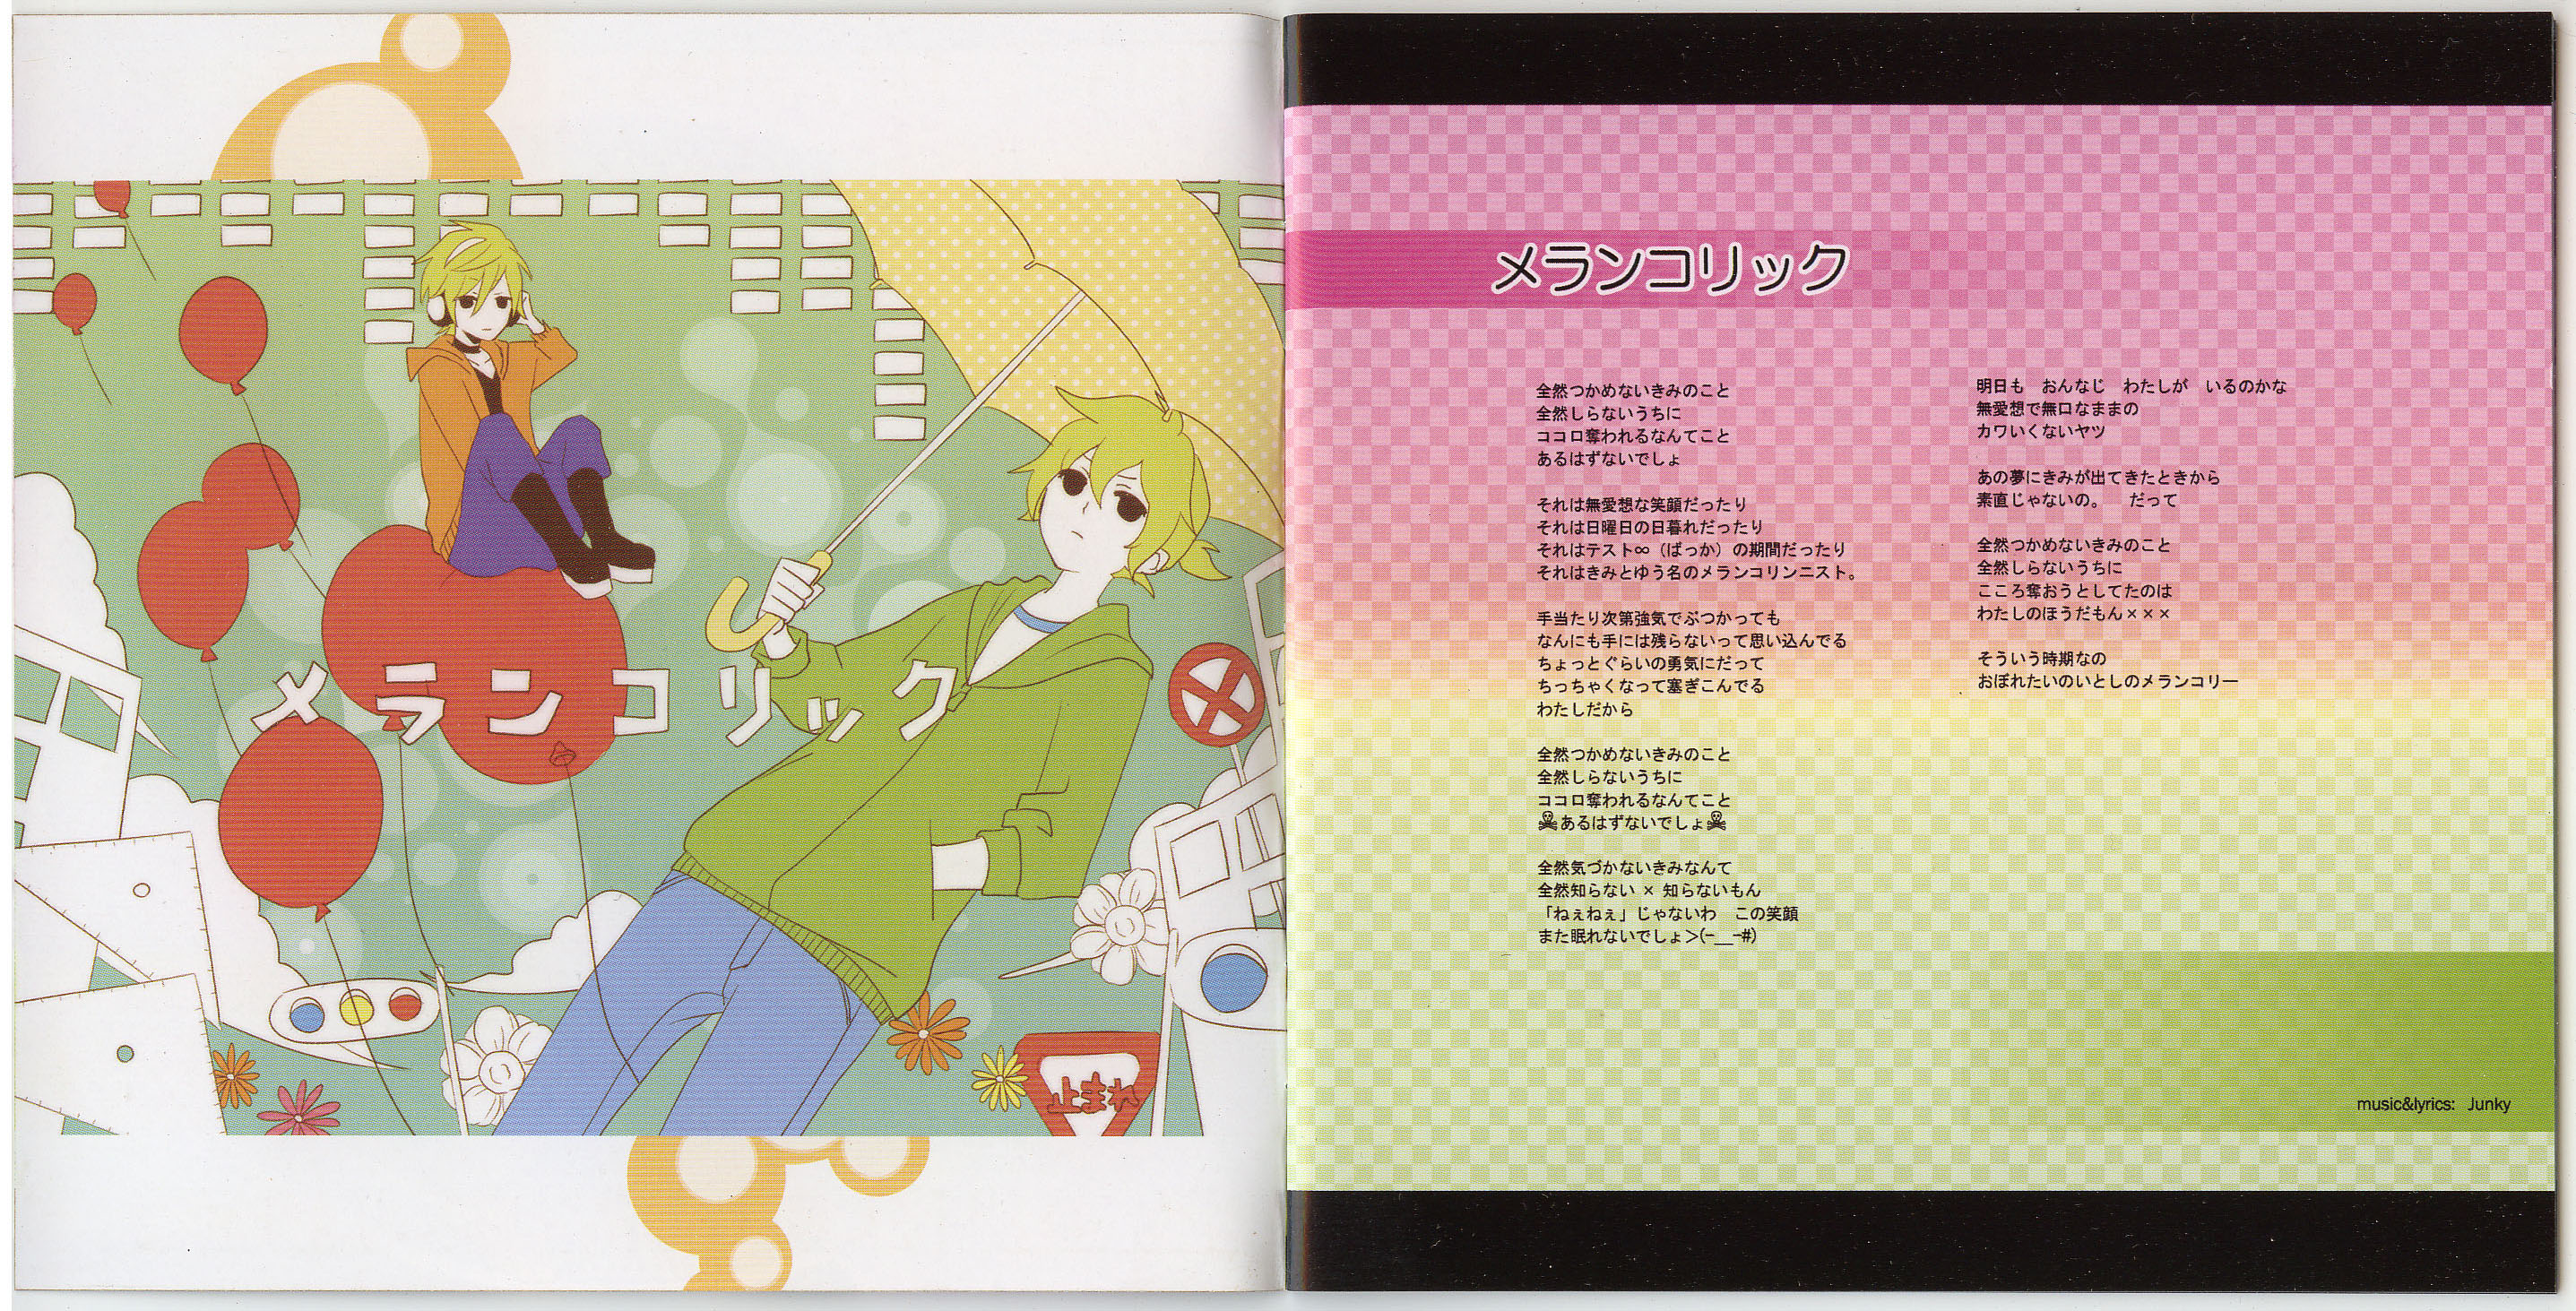 メランコリック
止まれ
メランコリック
全然つかめないきみのこと
全然しらないうちに
ココロ奪われるなんてこと
あるはずないでしょ
それは無愛想な笑顔だったり
それは日曜日の日暮れだったり
それはテスト∞（ばっか）の期間だったり
それはきみとゆう名のメランコリンニスト。
手当たり次第強気でぶつかっても
なんにも手には残らないって思い込んでる
ちょっとぐらいの勇気にだって
ちっちゃくなって塞ぎこんでる
わたしだから
全然つかめないきみのこと
全然しらないうちに
ココロ奪われるなんてこと
☠あるはずないでしょ☠
全然気づかないきみなんて
全然知らない × 知らないもん
「ねぇねぇ」じゃないわ　この笑顔
また眠れないでしょ＞(-__-#)
明日も　おんなじ　わたしが　いるのかな
無愛想で無口なままの
カワいくないヤツ
あの夢にきみが出てきたときから
素直じゃないの。　だって
全然つかめないきみのこと
全然しらないうちに
こころ奪おうとしてたのは
わたしのほうだもん×××
そういう時期なの
おぼれたいのいとしのメランコリー
music&lyrics: Junky